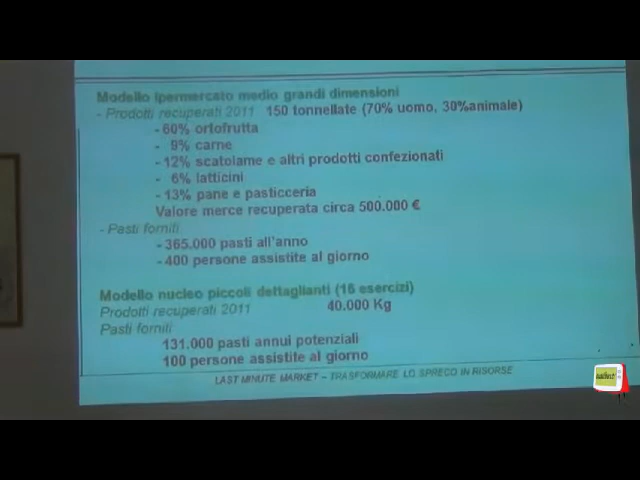 Modello ipermercato medio grandi dimensioni
- Prodotti recuperati 2011 150 tonnellate (70% uomo, 30%animale)
- 60% ortofrutta
- 9% carne
- 12% scatolame e altri prodotti confezionati
- 6% latticini
- 13% pane e pasticceria
Valore merce recuperata circa 500.000 €
- Pasti forniti
- 365.000 pasti all'anno
- 400 persone assistite al giorno
Modello nucleo piccoli dettaglianti (16 esercizi)
Prodotti recuperati 2011 40.000 Kg
Pasti forniti
131.000 pasti annui potenziali
100 persone assistite al giorno
LAST MINUTE MARKET – TRASFORMARE LO SPRECO IN RISORSE